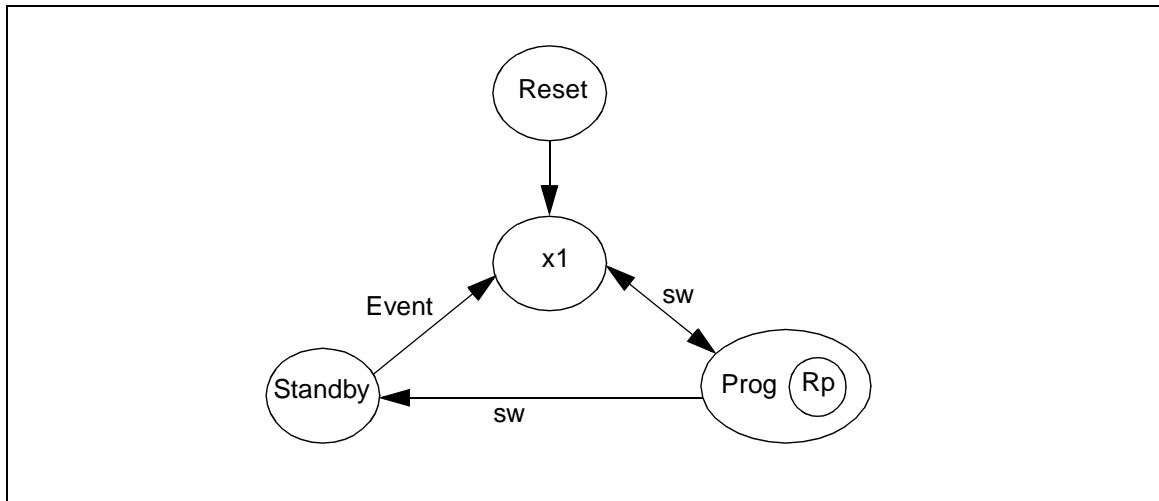 Reset
x1
sw
Event
Prog
Rp
Standby
sw